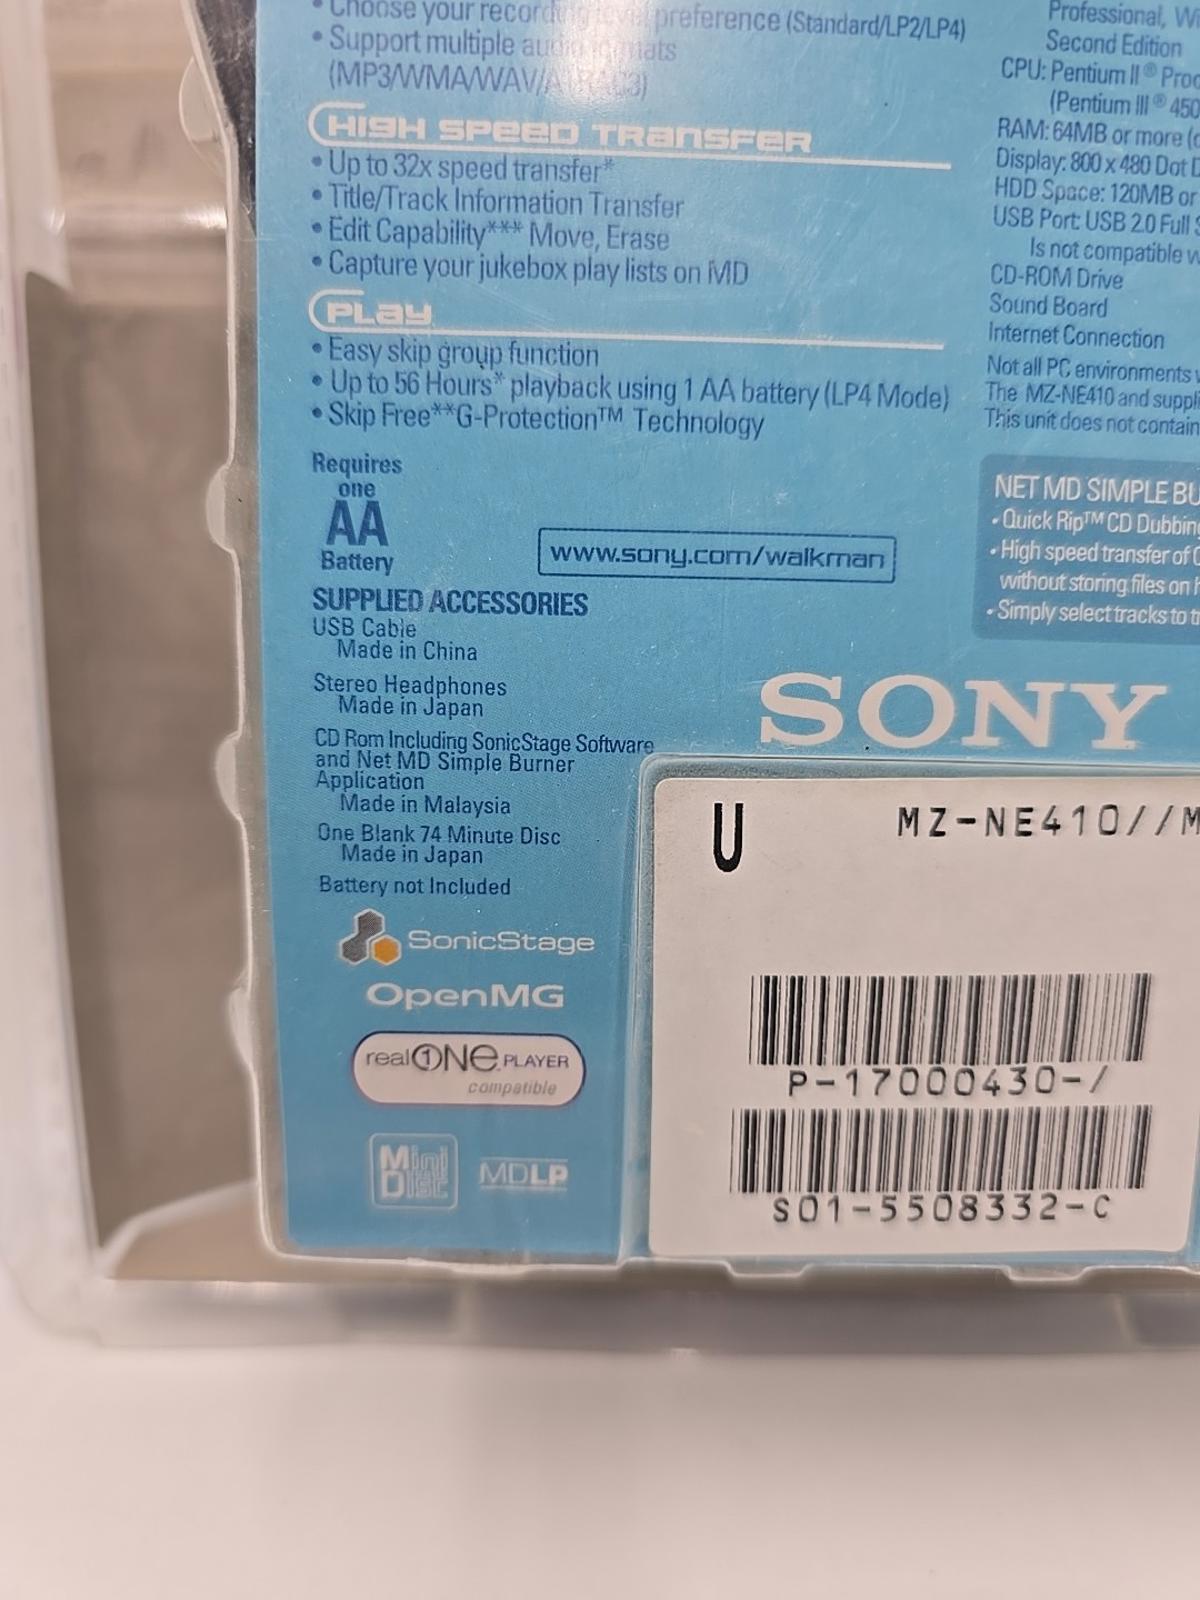 Choose your recording level preference (Standard/LP2/LP4)
• Support multiple audio formats
(MP3/WMA/WAV/ATRAC3)
HIGH SPEED TRANSFER
• Up to 32x speed transfer*
• Title/Track Information Transfer
• Edit Capability*** Move, Erase
• Capture your jukebox play lists on MD
PLAY
• Easy skip group function
• Up to 56 Hours* playback using 1 AA battery (LP4 Mode)
• Skip Free**G-Protection™ Technology
Requires
one
AA
Battery
www.sony.com/walkman
SUPPLIED ACCESSORIES
USB Cable
Made in China
Stereo Headphones
Made in Japan
CD Rom Including SonicStage Software
and Net MD Simple Burner
Application
Made in Malaysia
One Blank 74 Minute Disc
Made in Japan
Battery not Included
SonicStage
OpenMG
realOne PLAYER
compatible
MiniDisc
MDLP
Professional,
Second Edition
CPU: Pentium II®
(Pentium III® 450
RAM: 64MB or more
Display: 800 x 480 Dot
HDD Space: 120MB or
USB Port: USB 2.0 Full
Is not compatible
CD-ROM Drive
Sound Board
Internet Connection
Not all PC environments
The MZ-NE410 and
This unit does not contain
NET MD SIMPLE
• Quick Rip™ CD Dubbing
• High speed transfer of
without storing files on
• Simply select tracks to
SONY
U MZ-NE410//M
P-17000430-/
S01-5508332-C